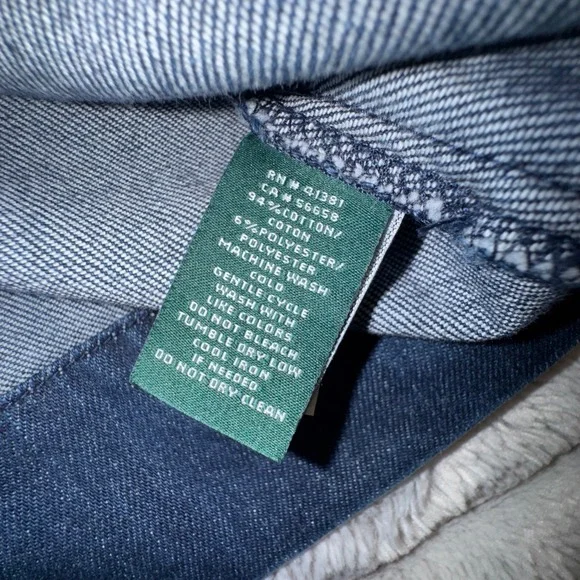 RN # 41381
CA # 56658
94%COTTON/
COTON
6%POLYESTER/
POLYESTER
MACHINE WASH
COLD
GENTLE CYCLE
WASH WITH
LIKE COLORS
DO NOT BLEACH
TUMBLE DRY LOW
COOL IRON
IF NEEDED
DO NOT DRY CLEAN